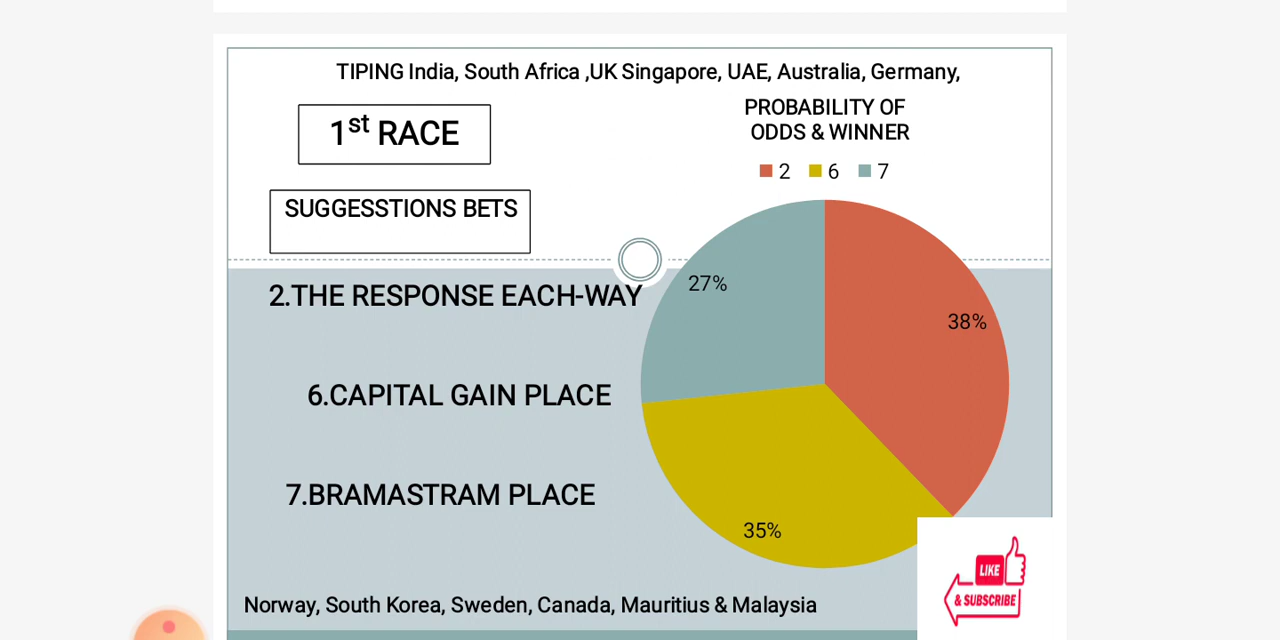 TIPING India, South Africa ,UK Singapore, UAE, Australia, Germany,
1st RACE
PROBABILITY OF
ODDS & WINNER
2 6 7
SUGGESSTIONS BETS
2.THE RESPONSE EACH-WAY
27%
38%
6.CAPITAL GAIN PLACE
7.BRAMASTRAM PLACE
35%
LIKE
& SUBSCRIBE
Norway, South Korea, Sweden, Canada, Mauritius & Malaysia